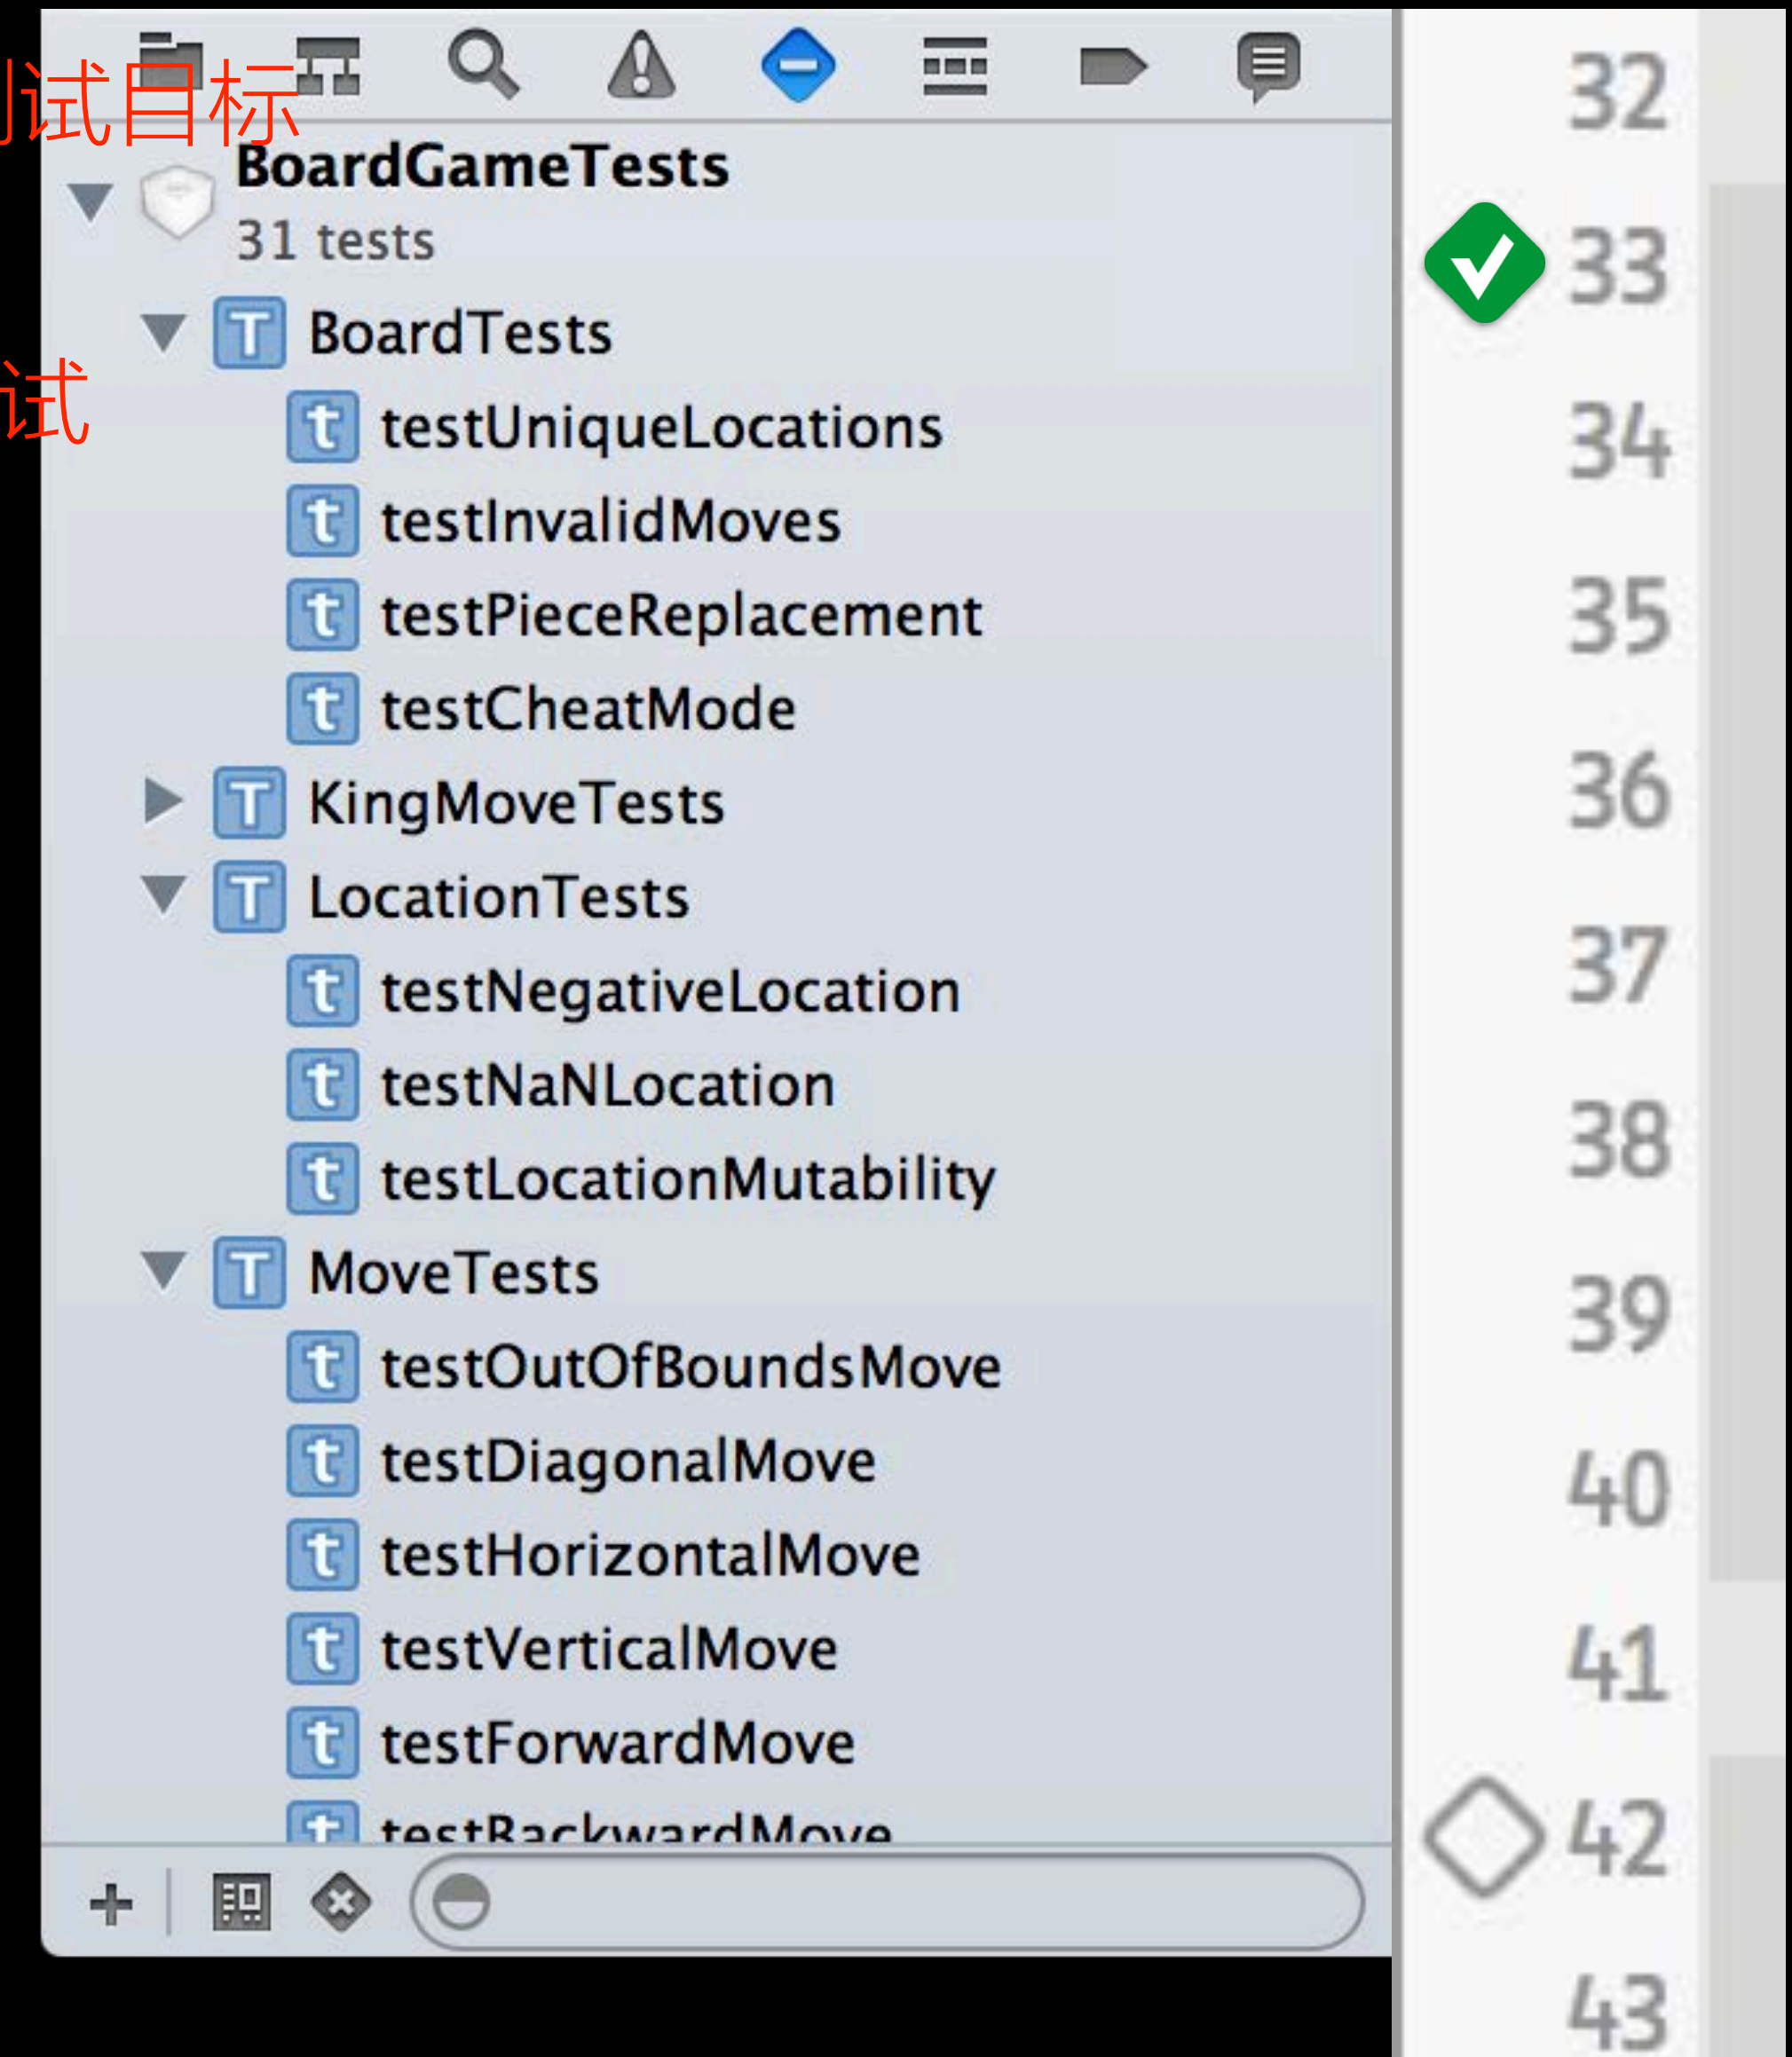 试目标
BoardGameTests
31 tests
BoardTests
试
testUniqueLocations
testInvalidMoves
testPieceReplacement
testCheatMode
KingMoveTests
LocationTests
testNegativeLocation
testNaNLocation
testLocationMutability
MoveTests
testOutOfBoundsMove
testDiagonalMove
testHorizontalMove
testVerticalMove
testForwardMove
testBackwardMove
32
33
34
35
36
37
38
39
40
41
42
43